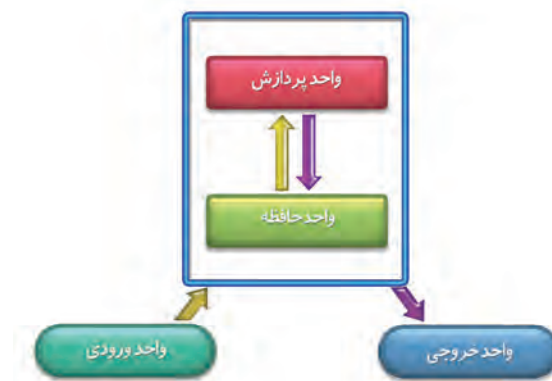 واحد پردازش
واحد حافظه
واحد ورودی
واحد خروجی